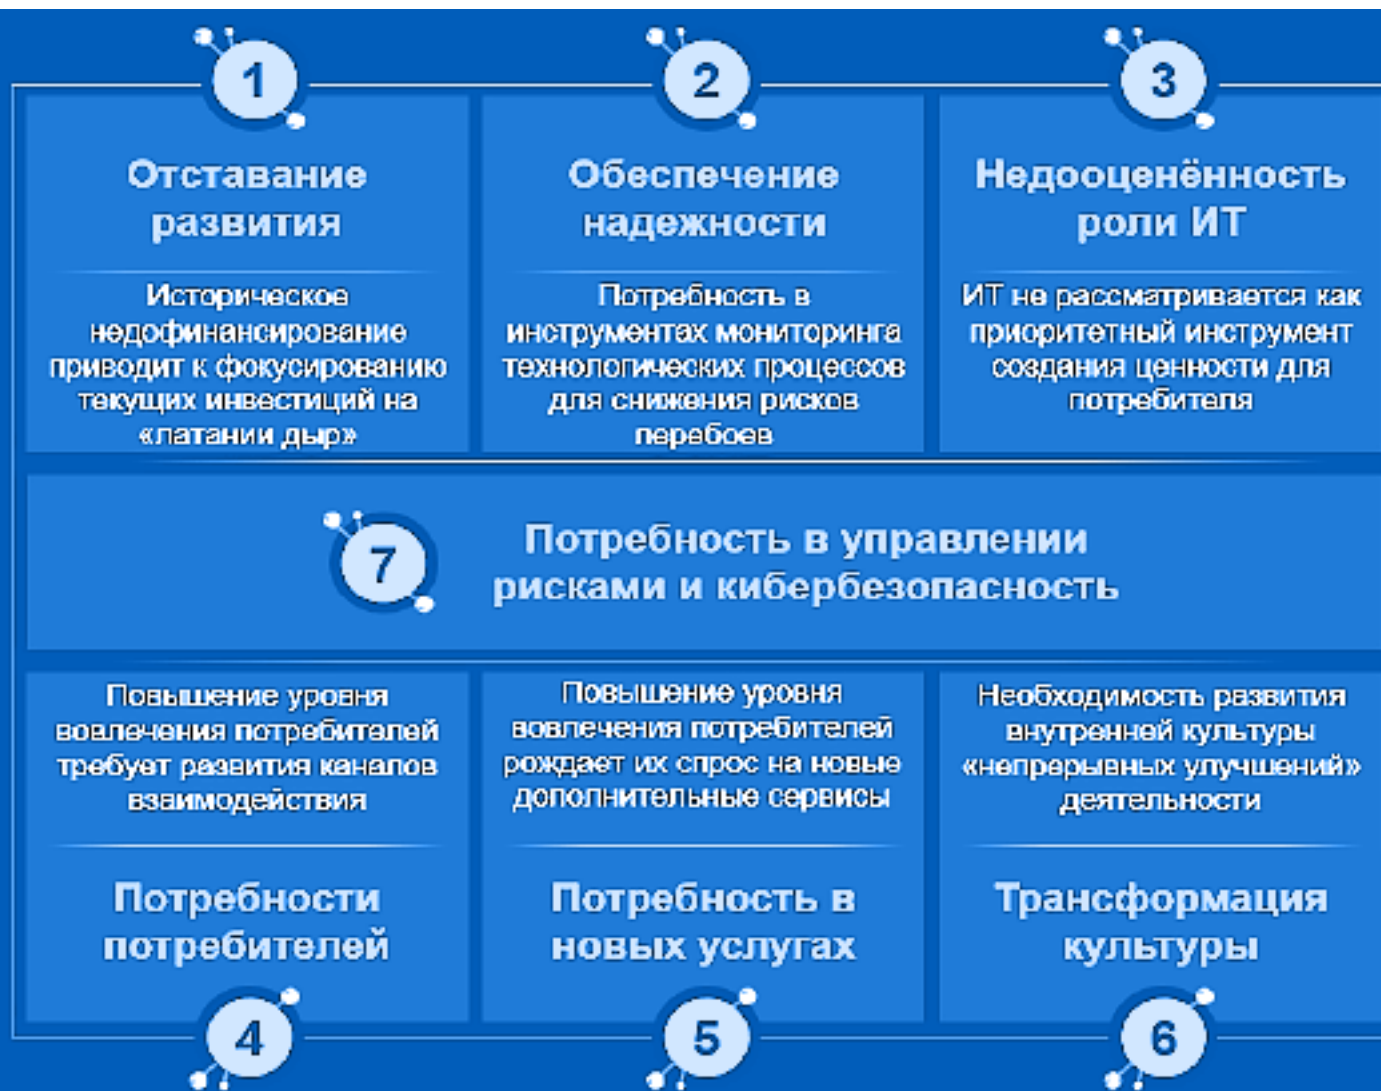 1
Отставание
развития
Историческое
недофинансирование
приводит к фокусированию
текущих инвестиций на
«латании дыр»
2
Обеспечение
надежности
Потребность в
инструментах мониторинга
технологических процессов
для снижения рисков
перебоев
3
Недооценённость
роли ИТ
ИТ не рассматривается как
приоритетный инструмент
создания ценности для
потребителя
7
Потребность в управлении
рисками и кибербезопасность
Повышение уровня
вовлечения потребителей
требует развития каналов
взаимодействия
Потребности
потребителей
4
Повышение уровня
вовлечения потребителей
рождает их спрос на новые
дополнительные сервисы
Потребность в
новых услугах
5
Необходимость развития
внутренней культуры
«непрерывных улучшений»
деятельности
Трансформация
культуры
6